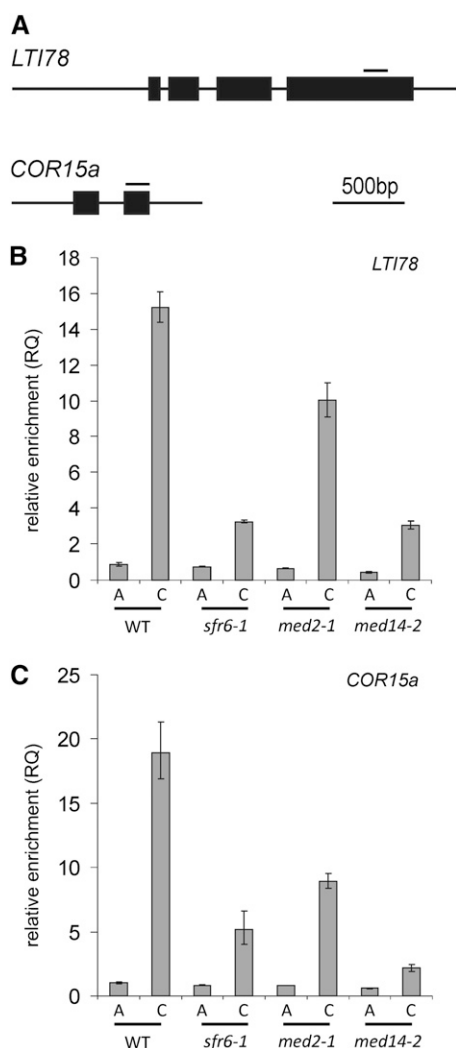 A
LTI78
COR15a
500bp
B
LTI78
relative enrichment (RQ)
18
16
14
12
10
8
6
4
2
0
A C A C A C A C
WT sfr6-1 med2-1 med14-2
C
COR15a
relative enrichment (RQ)
25
20
15
10
5
0
A C A C A C A C
WT sfr6-1 med2-1 med14-2